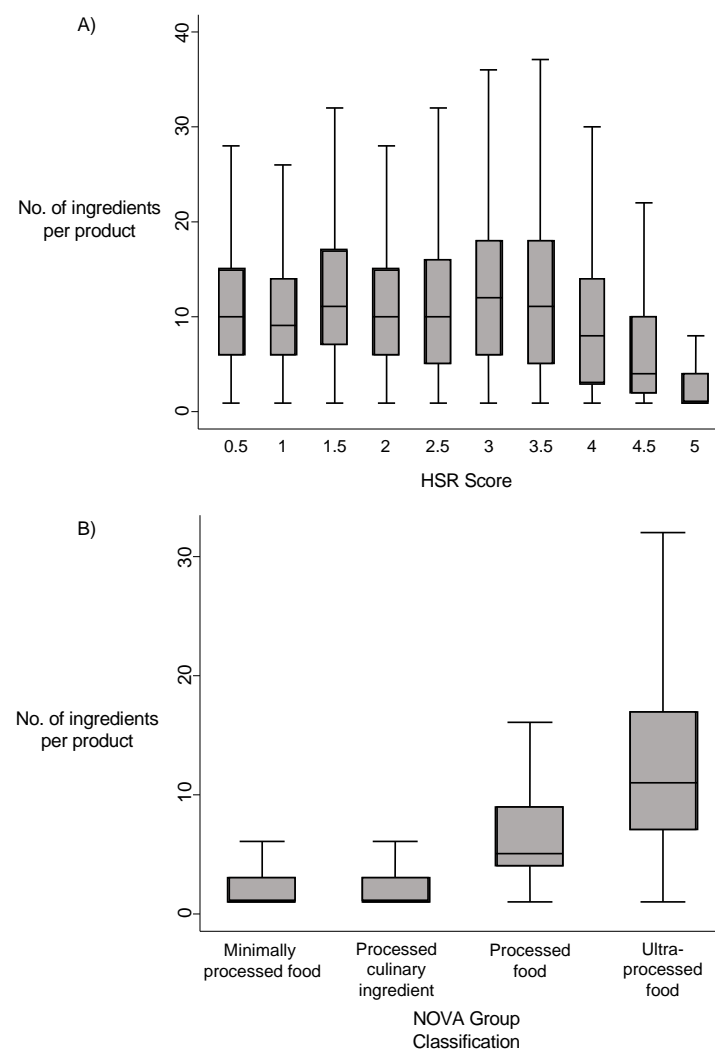 A)
40
30
20
10
0
No. of ingredients
per product
0.5 1 1.5 2 2.5 3 3.5 4 4.5 5
HSR Score
B)
30
20
10
0
No. of ingredients
per product
Minimally
processed food
Processed
culinary
ingredient
Processed
food
Ultra-
processed
food
NOVA Group
Classification